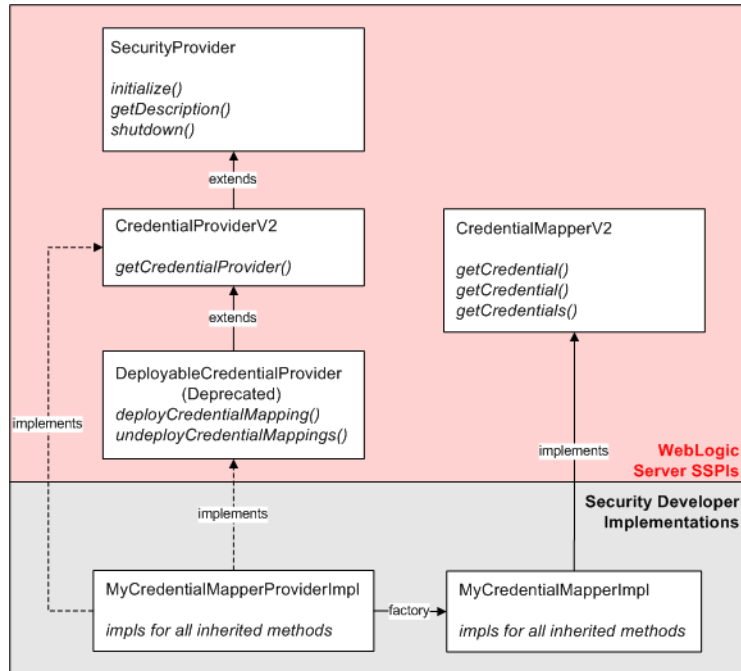 SecurityProvider
initialize()
getDescription()
shutdown()
extends
CredentialProviderV2
getCredentialProvider()
CredentialMapperV2
getCredential()
getCredential()
getCredentials()
extends
DeployableCredentialProvider
(Deprecated)
deployCredentialMapping()
undeployCredentialMappings()
implements
implements
WebLogic
Server SSPIs
Security Developer
Implementations
implements
MyCredentialMapperProviderImpl
impls for all inherited methods
factory
MyCredentialMapperImpl
impls for all inherited methods